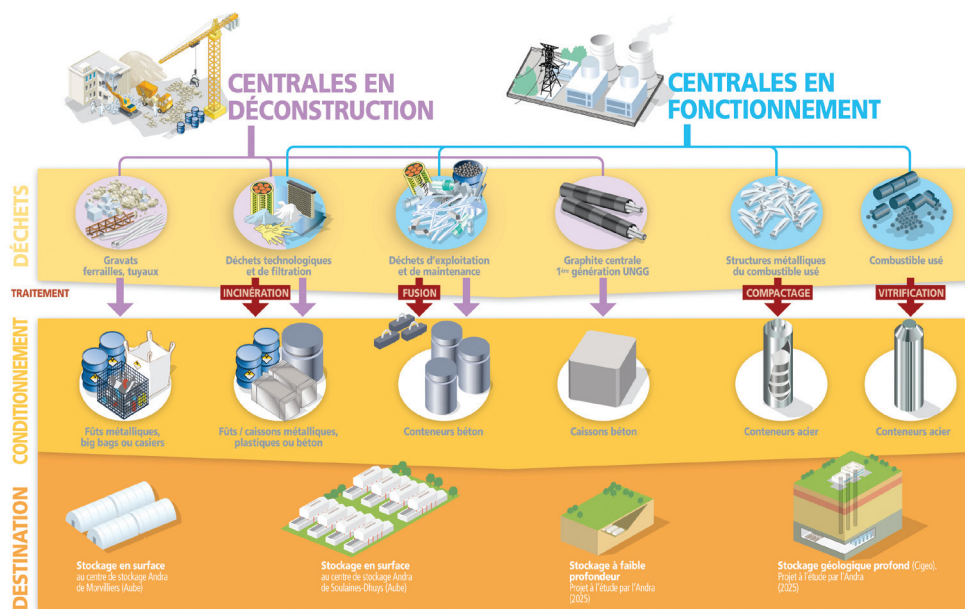 CENTRALES EN
DÉCONSTRUCTION
CENTRALES EN
FONCTIONNEMENT
DÉCHETS
Gravats
ferrailles, tuyaux
Déchets technologiques
et de filtration
Déchets d'exploitation
et de maintenance
Graphite centrale
1ère génération UNGG
Structures métalliques
du combustible usé
Combustible usé
TRAITEMENT
INCINÉRATION
FUSION
COMPACTAGE
VITRIFICATION
CONDITIONNEMENT
Fûts métalliques,
big bags ou casiers
Fûts / caissons métalliques,
plastiques ou béton
Conteneurs béton
Caissons béton
Conteneurs acier
Conteneurs acier
DESTINATION
Stockage en surface
au centre de stockage Andra
de Morvilliers (Aube)
Stockage en surface
au centre de stockage Andra
de Soulaines-Dhuys (Aube)
Stockage à faible
profondeur
Projet à l'étude par l'Andra
(2025)
Stockage géologique profond (Cigeo).
Projet à l'étude par l'Andra
(2025)